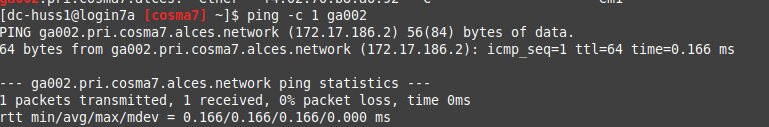 [dc-huss1@login7a [cosma7] ~]$ ping -c 1 ga002
PING ga002.pri.cosma7.alces.network (172.17.186.2) 56(84) bytes of data.
64 bytes from ga002.pri.cosma7.alces.network (172.17.186.2): icmp_seq=1 ttl=64 time=0.166 ms

--- ga002.pri.cosma7.alces.network ping statistics ---
1 packets transmitted, 1 received, 0% packet loss, time 0ms
rtt min/avg/max/mdev = 0.166/0.166/0.166/0.000 ms